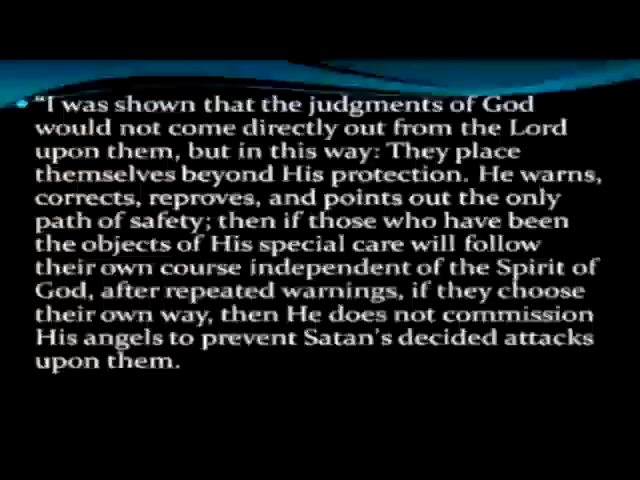 • “I was shown that the judgments of God
would not come directly out from the Lord
upon them, but in this way: They place
themselves beyond His protection. He warns,
corrects, reproves, and points out the only
path of safety; then if those who have been
the objects of His special care will follow
their own course independent of the Spirit of
God, after repeated warnings, if they choose
their own way, then He does not commission
His angels to prevent Satan’s decided attacks
upon them.